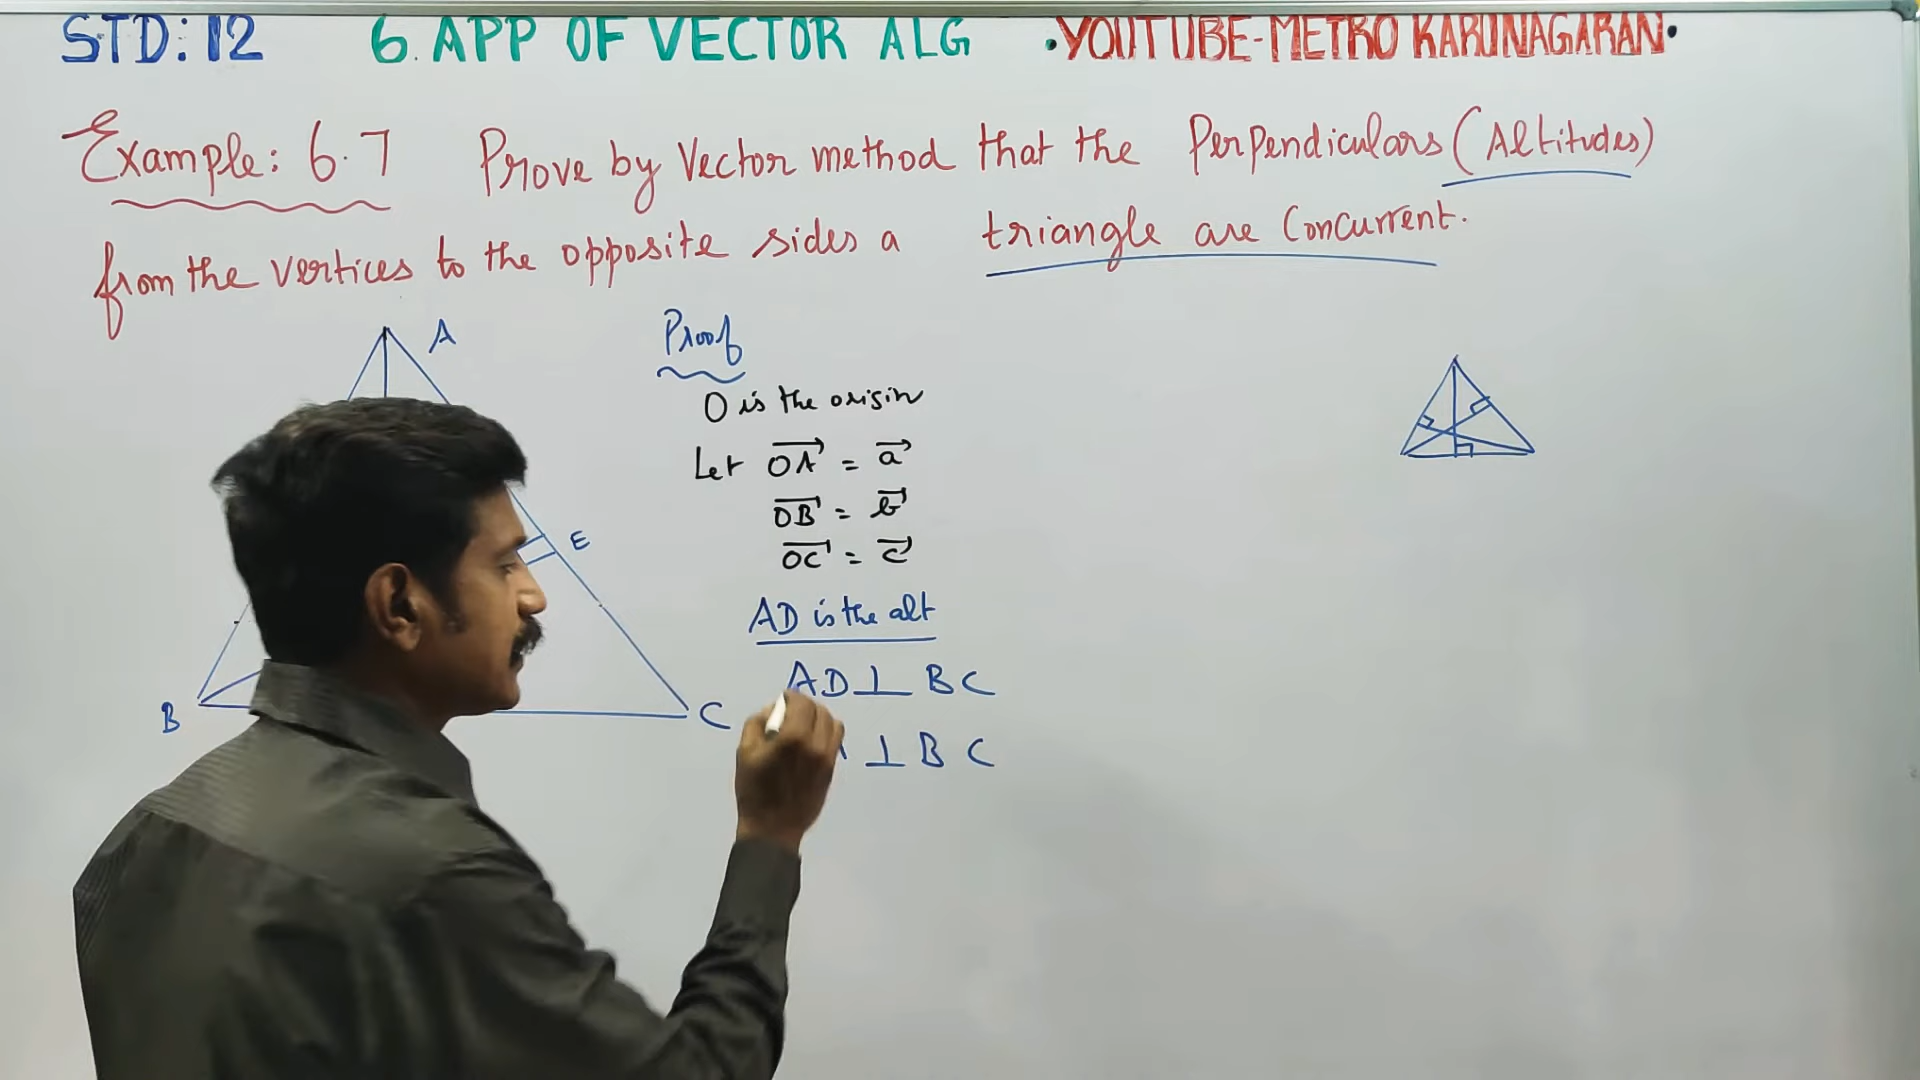 STD: 12 6. APP OF VECTOR ALG • YOUTUBE-METRO KARUNAGARAN •
Example: 6.7 Prove by Vector method that the Perpendiculars (Altitudes)
from the vertices to the opposite sides a triangle are Concurrent.
A
E
B
C
Proof
O is the origin
Let OA→ = a→
OB→ = b→
OC→ = c→
AD is the alt
AD ⊥ BC
⊥ BC